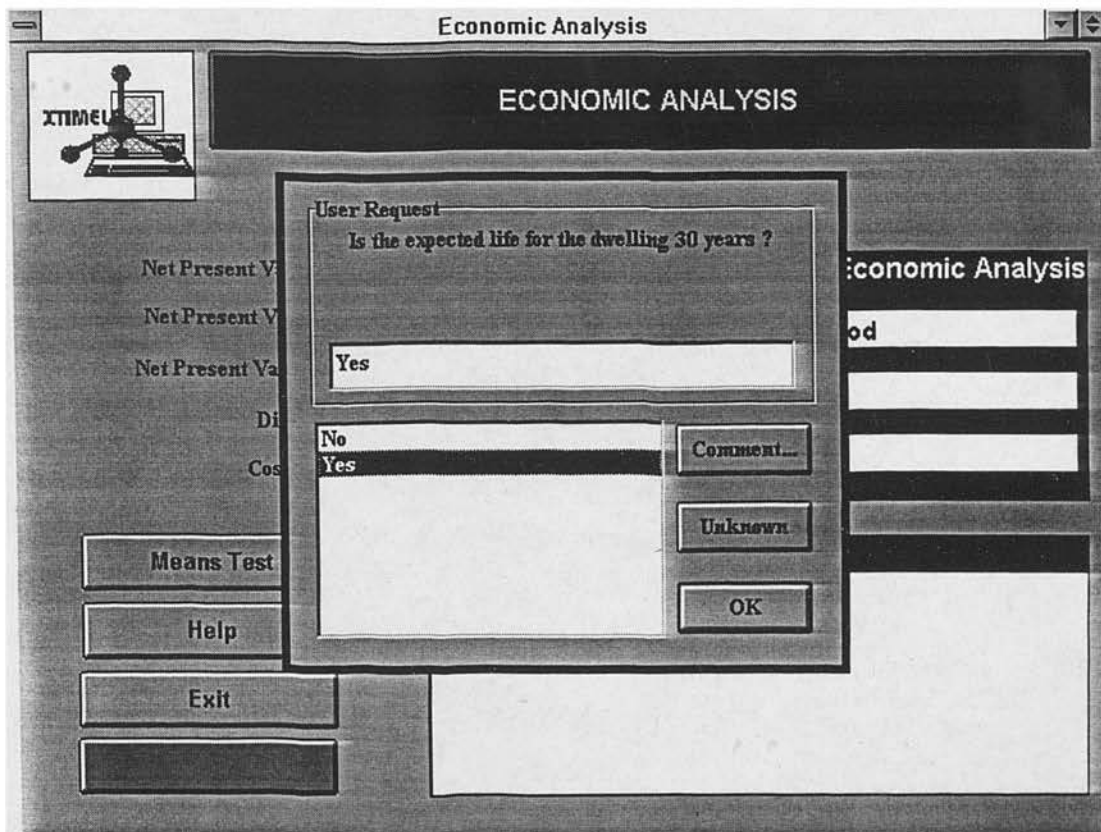 Economic Analysis
ECONOMIC ANALYSIS
User Request
Is the expected life for the dwelling 30 years ?
Yes
No
Yes
Comment...
Unknown
OK
Net Present V
Net Present V
Net Present Va
Di
Cos
Economic Analysis
od
Means Test
Help
Exit